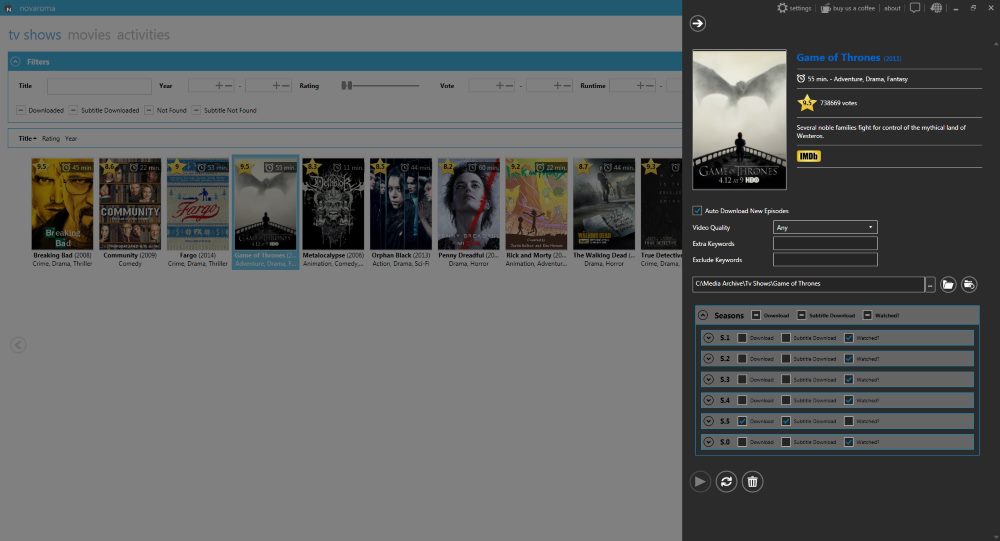 novaroma
settings | buy us a coffee | about
tv shows movies activities
Filters
Title Year - Rating Vote - Runtime -
Downloaded Subtitle Downloaded Not Found Subtitle Not Found
Title Rating Year
9.5 45 min.
Breaking Bad
Breaking Bad (2008)
Crime, Drama, Thriller
8.6 22 min.
COMMUNITY
Community (2009)
Comedy
9 53 min.
Fargo
FX
Fargo (2014)
Crime, Drama, Thriller
9.5 55 min.
GAME OF THRONES
4.12 HBO
Game of Thrones (2...
Adventure, Drama, F...
8.3 11 min.
Metalocalypse (2006)
Animation, Comedy,...
44 min.
Orphan Black (2013)
Action, Drama, Sci-Fi
60 min.
Penny Dreadful (20...
Drama, Horror
9.2 22 min.
Rick and Morty (20...
Animation, Adventur...
44 min.
The Walking Dead (...
Drama, Horror
TRUE DETECTIVE
True Detective
Crime, Drama,
Game of Thrones (2011)
55 min. - Adventure, Drama, Fantasy
9.5 738669 votes
Several noble families fight for control of the mythical land of
Westeros.
IMDb
GAME OF THRONES
4.12 at 9 HBO
Auto Download New Episodes
Video Quality Any
Extra Keywords
Exclude Keywords
C:\Media Archive\Tv Shows\Game of Thrones ...
Seasons Download Subtitle Download Watched?
S.1 Download Subtitle Download Watched?
S.2 Download Subtitle Download Watched?
S.3 Download Subtitle Download Watched?
S.4 Download Subtitle Download Watched?
S.5 Download Subtitle Download Watched?
S.0 Download Subtitle Download Watched?